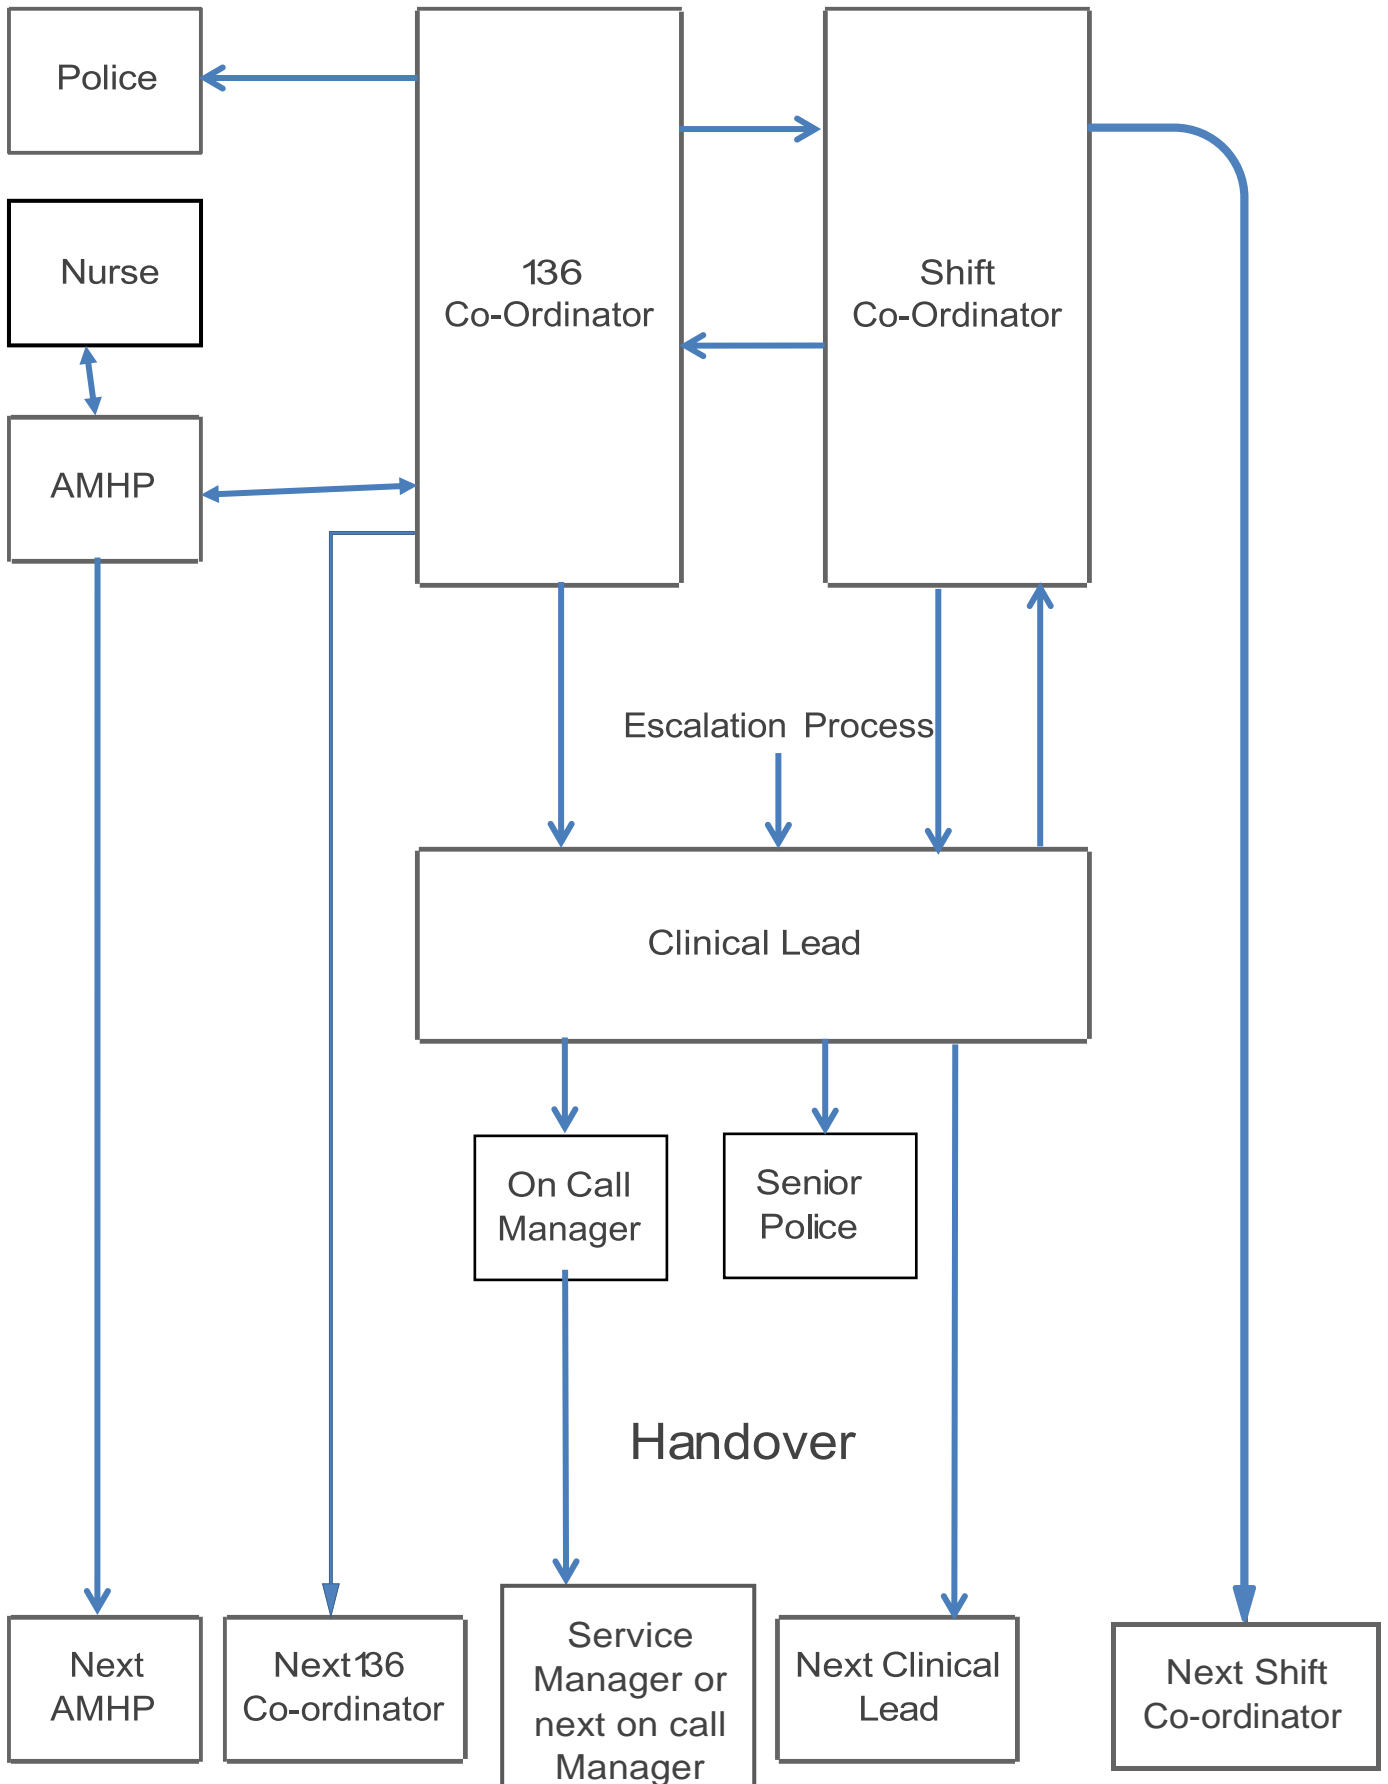 Police
Nurse
136
Co-Ordinator
Shift
Co-Ordinator
AMHP
Escalation Process
Clinical Lead
On Call
Manager
Senior
Police
Handover
Next
AMHP
Next 136
Co-ordinator
Service
Manager or
next on call
Manager
Next Clinical
Lead
Next Shift
Co-ordinator